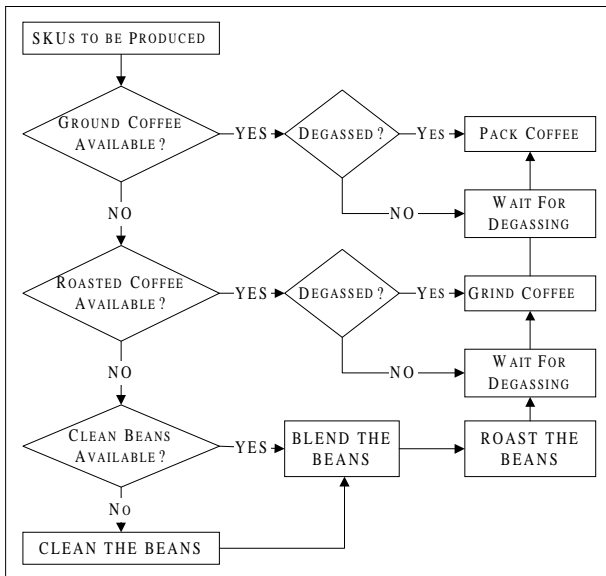 SKUS TO BE PRODUCED
GROUND COFFEE
AVAILABLE?
YES
DEGASSED?
YES
PACK COFFEE
NO
NO
WAIT FOR
DEGASSING
ROASTED COFFEE
AVAILABLE?
YES
DEGASSED?
YES
GRIND COFFEE
NO
NO
WAIT FOR
DEGASSING
CLEAN BEANS
AVAILABLE?
YES
BLEND THE
BEANS
ROAST THE
BEANS
NO
CLEAN THE BEANS